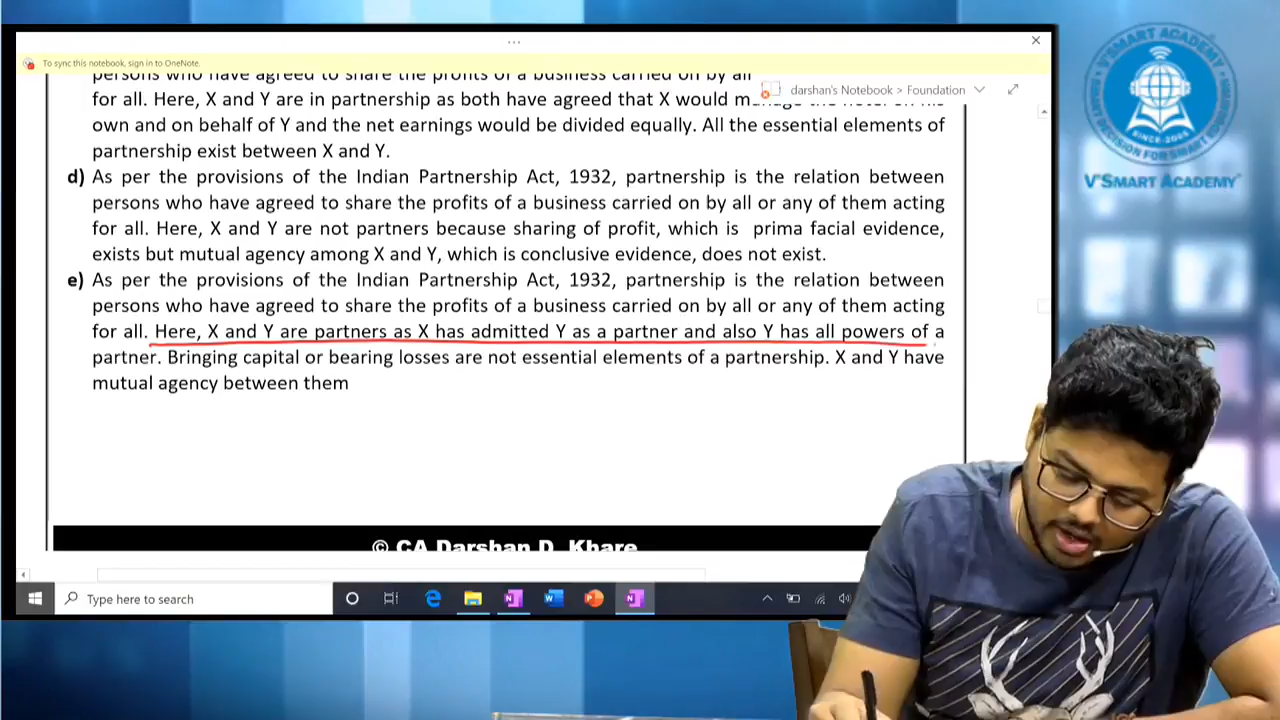 To sync this notebook, sign in to OneNote.
darshan's Notebook > Foundation
persons who have agreed to share the profits of a business carried on by all
for all. Here, X and Y are in partnership as both have agreed that X would
own and on behalf of Y and the net earnings would be divided equally. All the essential elements of
partnership exist between X and Y.
d) As per the provisions of the Indian Partnership Act, 1932, partnership is the relation between
persons who have agreed to share the profits of a business carried on by all or any of them acting
for all. Here, X and Y are not partners because sharing of profit, which is prima facial evidence,
exists but mutual agency among X and Y, which is conclusive evidence, does not exist.
e) As per the provisions of the Indian Partnership Act, 1932, partnership is the relation between
persons who have agreed to share the profits of a business carried on by all or any of them acting
for all. Here, X and Y are partners as X has admitted Y as a partner and also Y has all powers of a
partner. Bringing capital or bearing losses are not essential elements of a partnership. X and Y have
mutual agency between them
© CA Darshan D. Khare
Type here to search
V'SMART ACADEMY
SINCE-2005
V'SMART ACADEMY